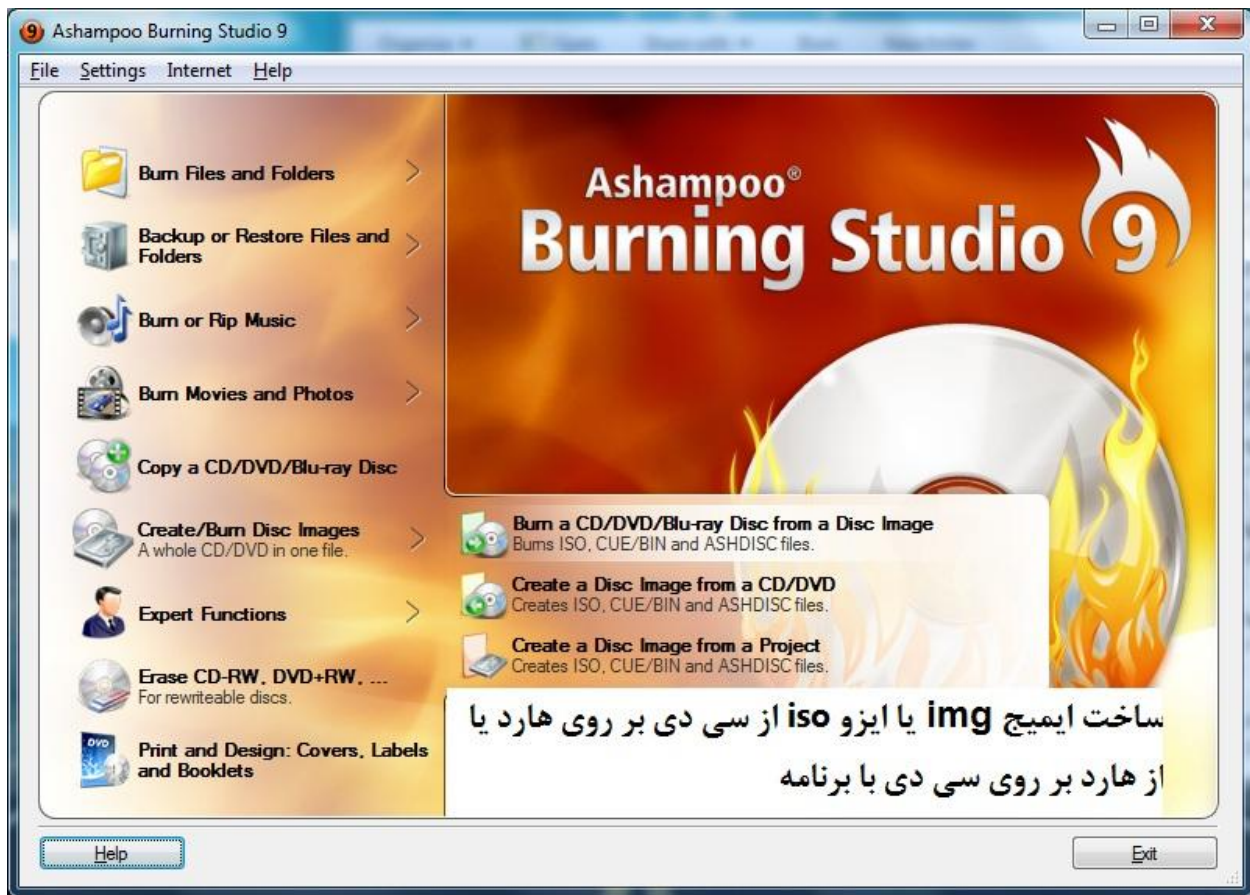 9 Ashampoo Burning Studio 9
File Settings Internet Help
Burn Files and Folders
Backup or Restore Files and
Folders
Burn or Rip Music
Burn Movies and Photos
Copy a CD/DVD/Blu-ray Disc
Create/Burn Disc Images
A whole CD/DVD in one file.
Expert Functions
Erase CD-RW, DVD+RW, ...
For rewriteable discs.
DVD
Print and Design: Covers, Labels
and Booklets
Ashampoo®
Burning Studio 9
Burn a CD/DVD/Blu-ray Disc from a Disc Image
Burns ISO, CUE/BIN and ASHDISC files.
Create a Disc Image from a CD/DVD
Creates ISO, CUE/BIN and ASHDISC files.
Create a Disc Image from a Project
Creates ISO, CUE/BIN and ASHDISC files.
ساخت ایمیج img یا ایزو iso از سی دی بر روی هارد یا
از هارد بر روی سی دی با برنامه
Help
Exit